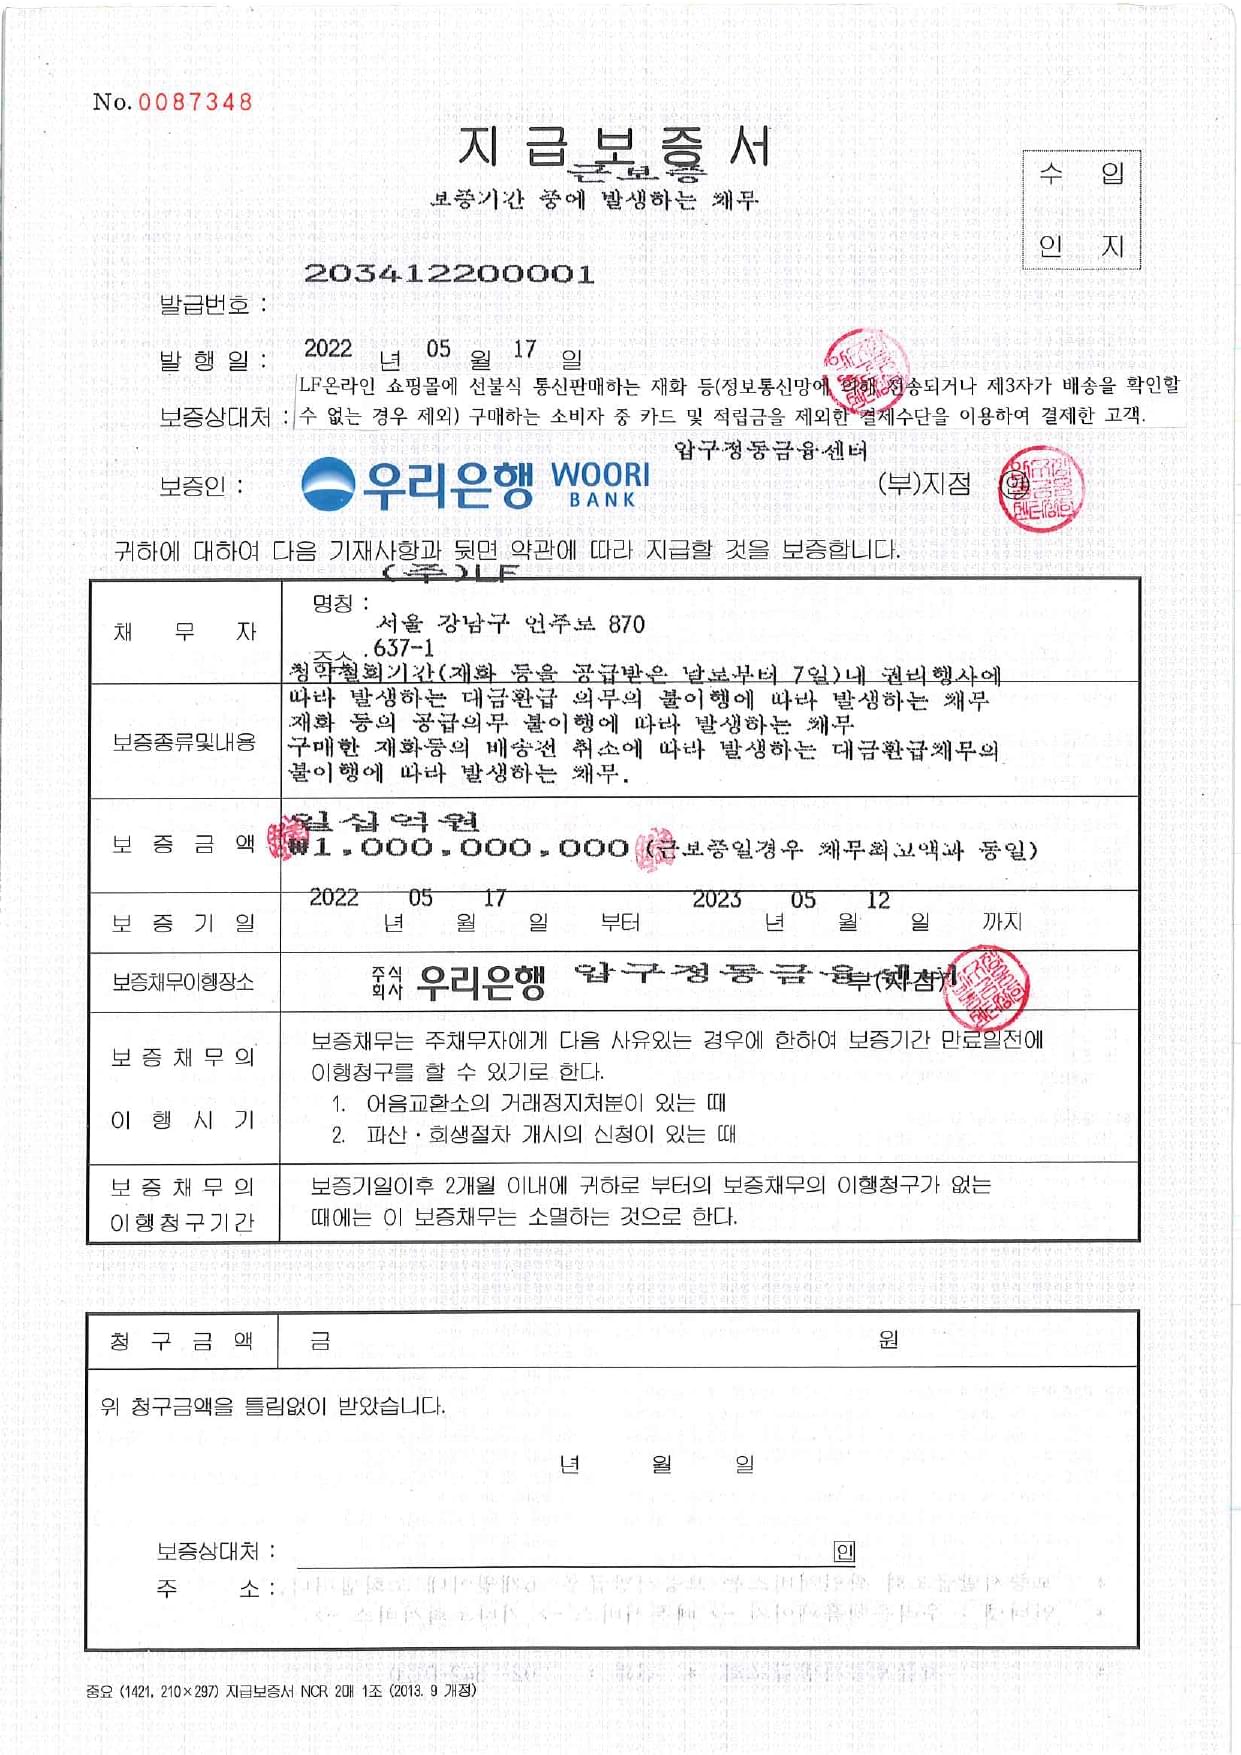 No. 0087348
지급보증서
근보증
보증기간 중에 발생하는 채무
수 입
인 지
203412200001
발급번호 :
발 행 일 : 2022 년 05 월 17 일
LF온라인 쇼핑몰에 선불식 통신판매하는 재화 등(정보통신망에 의해 전송되거나 제3자가 배송을 확인할
보증상대처 : 수 없는 경우 제외) 구매하는 소비자 중 카드 및 적립금을 제외한 결제수단을 이용하여 결제한 고객.
압구정동금융센터
보증인 : 우리은행 WOORI BANK (부)지점 인
귀하에 대하여 다음 기재사항과 뒷면 약관에 따라 지급할 것을 보증합니다.
(주)LF
채 무 자 명칭 :
서울 강남구 언주로 870
주소 . 637-1
청약철회기간(재화 등을 공급받은 날로부터 7일)내 권리행사에
따라 발생하는 대금환급 의무의 불이행에 따라 발생하는 채무
재화 등의 공급의무 불이행에 따라 발생하는 채무
보증종류및내용 구매한 재화등의 배송전 취소에 따라 발생하는 대금환급채무의
불이행에 따라 발생하는 채무.
일십억원
보 증 금 액 ₩1,000,000,000 (근보증일경우 채무최고액과 동일)
2022 05 17 2023 05 12
보 증 기 일 년 월 일 부터 년 월 일 까지
보증채무이행장소 주식회사 우리은행 압구정동금융센터 부(지점)
보증채무의 이행시기
보증채무는 주채무자에게 다음 사유있는 경우에 한하여 보증기간 만료일전에
이행청구를 할 수 있기로 한다.
1. 어음교환소의 거래정지처분이 있는 때
2. 파산·회생절차 개시의 신청이 있는 때
보증채무의 이행청구기간
보증기일이후 2개월 이내에 귀하로 부터의 보증채무의 이행청구가 없는
때에는 이 보증채무는 소멸하는 것으로 한다.
청 구 금 액 금 원
위 청구금액을 틀림없이 받았습니다.
년 월 일
보증상대처 : 인
주 소 :
중요 (1421, 210×297) 지급보증서 NCR 2매 1조 (2013. 9 개정)